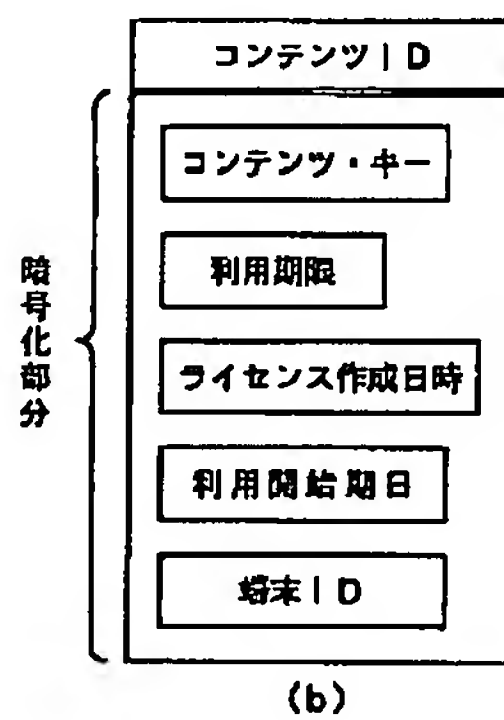 コンテンツID
暗号化部分
コンテンツ・キー
利用期限
ライセンス作成日時
利用開始期日
端末ID
(b)